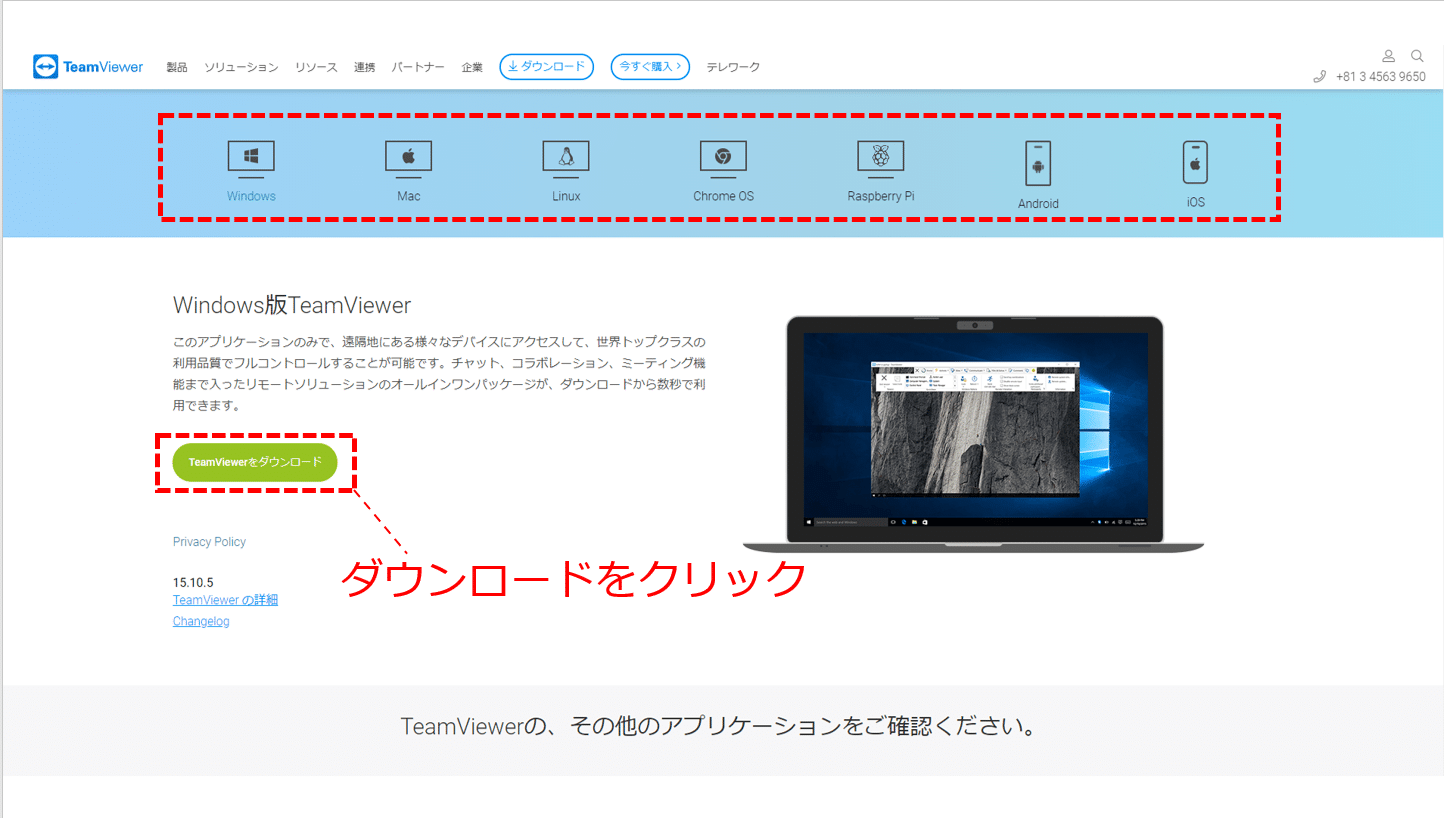 TeamViewer 製品 ソリューション リソース 連携 パートナー 企業 ダウンロード 今すぐ購入 テレワーク
+81 3 4563 9650
Windows Mac Linux Chrome OS Raspberry Pi Android iOS
Windows版TeamViewer
このアプリケーションのみで、遠隔地にある様々なデバイスにアクセスして、世界トップクラスの
利用品質でフルコントロールすることが可能です。チャット、コラボレーション、ミーティング機
能まで入ったリモートソリューションのオールインワンパッケージが、ダウンロードから数秒で利
用できます。
TeamViewerをダウンロード
Privacy Policy
ダウンロードをクリック
15.10.5
TeamViewer の詳細
Changelog
TeamViewerの、その他のアプリケーションをご確認ください。